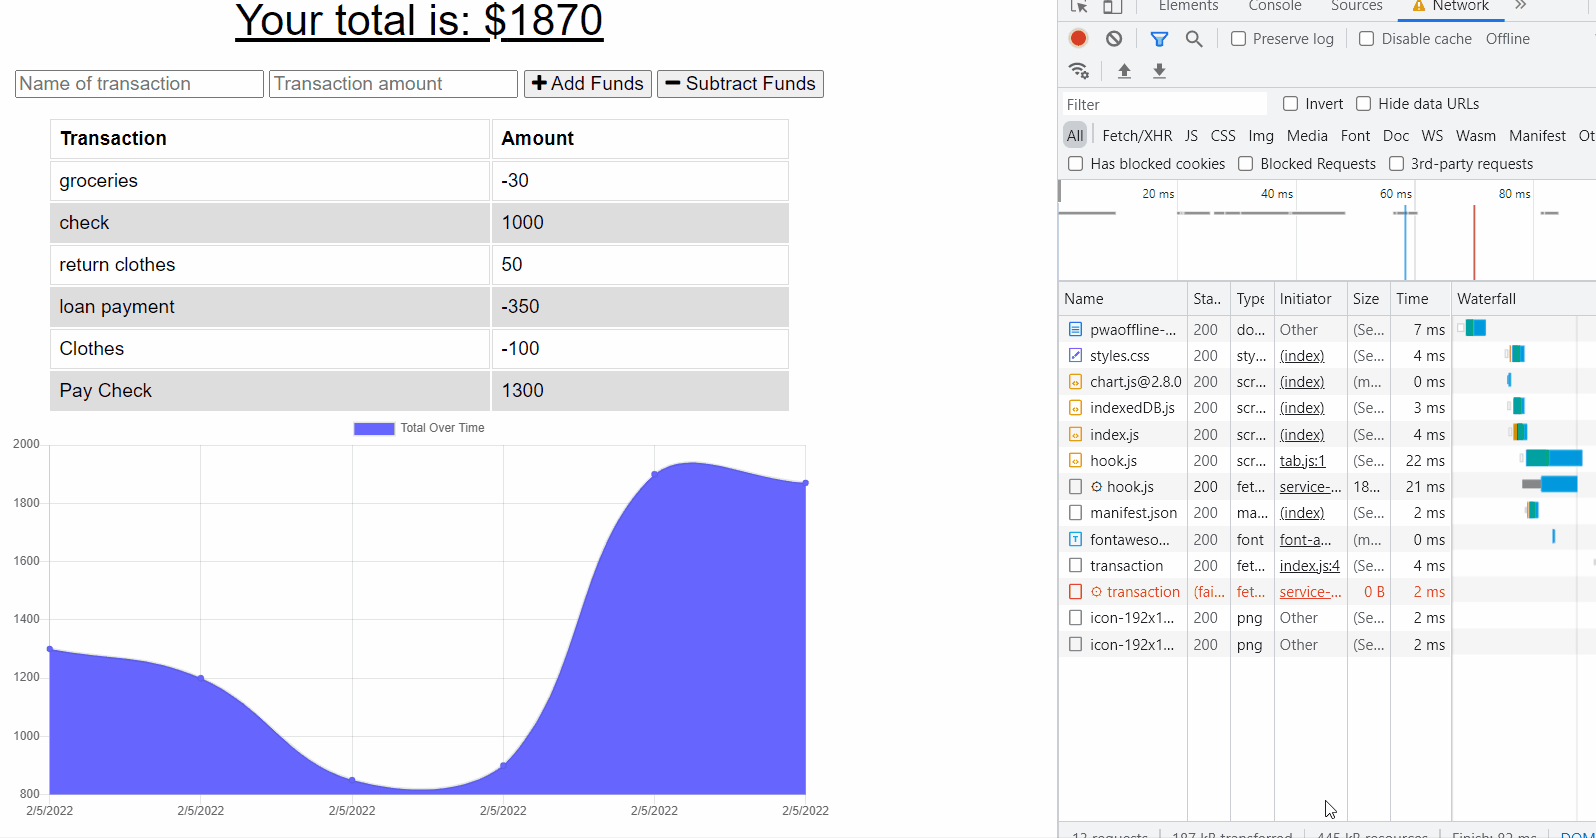 Your total is: $1870
Name of transaction Transaction amount Add Funds Subtract Funds
Transaction Amount
groceries -30
check 1000
return clothes 50
loan payment -350
Clothes -100
Pay Check 1300
Total Over Time
2000
1800
1600
1400
1200
1000
800
2/5/2022 2/5/2022 2/5/2022 2/5/2022 2/5/2022 2/5/2022
Elements Console Sources Network
Preserve log Disable cache Offline
Filter Invert Hide data URLs
All Fetch/XHR JS CSS Img Media Font Doc WS Wasm Manifest Ot
Has blocked cookies Blocked Requests 3rd-party requests
20 ms 40 ms 60 ms 80 ms
Name Sta.. Type Initiator Size Time Waterfall
pwaoffline-... 200 do... Other (Se... 7 ms
styles.css 200 sty... (index) (Se... 4 ms
chart.js@2.8.0 200 scr... (index) (m... 0 ms
indexedDB.js 200 scr... (index) (Se... 3 ms
index.js 200 scr... (index) (Se... 4 ms
hook.js 200 scr... tab.js:1 (Se... 22 ms
hook.js 200 fet... service-... 18... 21 ms
manifest.json 200 ma... (index) (Se... 2 ms
fontaweso... 200 font font-a... (m... 0 ms
transaction 200 fet... index.js:4 (Se... 4 ms
transaction (fai... fet... service-... 0 B 2 ms
icon-192x1... 200 png Other (Se... 2 ms
icon-192x1... 200 png Other (Se... 2 ms
13 requests 187 kB transferred 445 kB resources Finish: 82 ms DOM